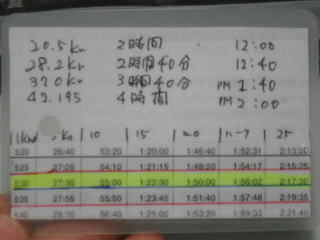 20.5km 2時間 12:00
28.2km 2時間40分 12:40
37.0km 3時間40分 PM 1:40
42.195 4時間 PM 2:00
10 15 20 ハーフ 25
5:20 26:40 53:20 1:20:00 1:46:40 1:52:31 2:13:20
5:25 27:05 54:10 1:21:15 1:48:20 1:54:17 2:15:25
5:30 27:30 55:00 1:22:30 1:50:00 1:56:02 2:17:30
5:35 27:55 55:50 1:23:45 1:51:40 1:57:48 2:19:35
5:40 28:20 56:40 1:25:00 1:53:20 1:59:33 2:21:40